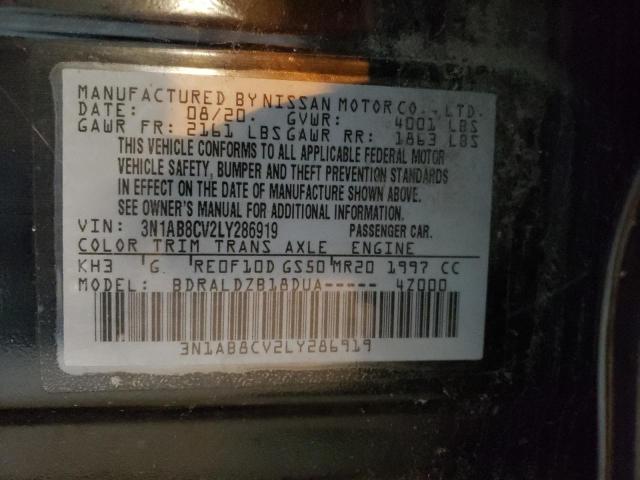 MANUFACTURED BY NISSAN MOTOR CO., LTD.
DATE: 08/20. GVWR: 4001 LBS
GAWR FR: 2161 LBS GAWR RR: 1863 LBS
THIS VEHICLE CONFORMS TO ALL APPLICABLE FEDERAL MOTOR
VEHICLE SAFETY, BUMPER AND THEFT PREVENTION STANDARDS
IN EFFECT ON THE DATE OF MANUFACTURE SHOWN ABOVE.
SEE OWNER'S MANUAL FOR ADDITIONAL INFORMATION.
VIN: 3N1AB8CV2LY286919 PASSENGER CAR.
COLOR TRIM TRANS AXLE ENGINE
KH3 G. RE0F10D GS50 MR20 1997 CC
MODEL: BDRALDZB18DUA----- 4Z000
3N1AB8CV2LY286919